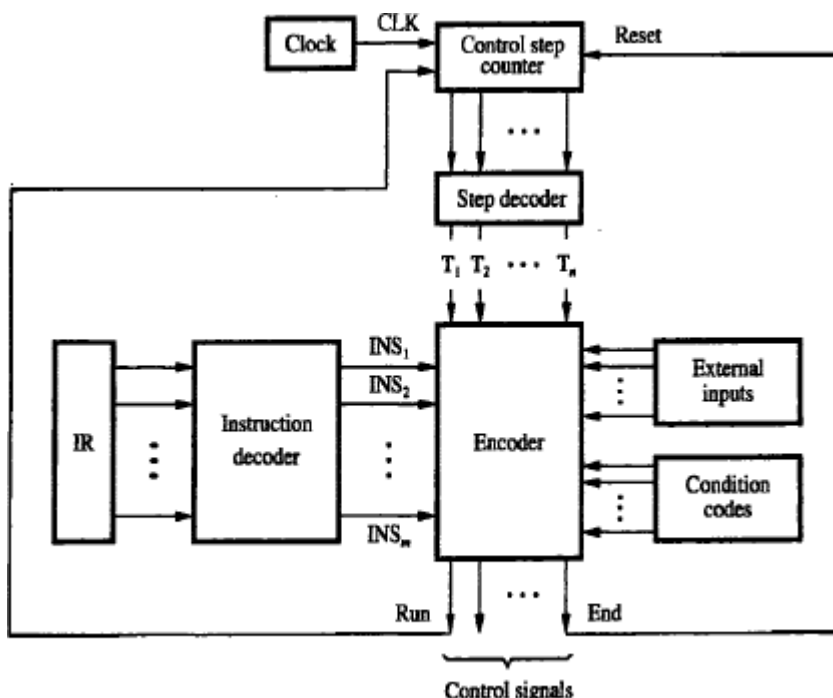 CLK
Clock
Control step
counter
Reset
Step decoder
T1 T2 Tn
IR
Instruction
decoder
INS1
INS2
INSm
Encoder
External
inputs
Condition
codes
Run
End
Control signals